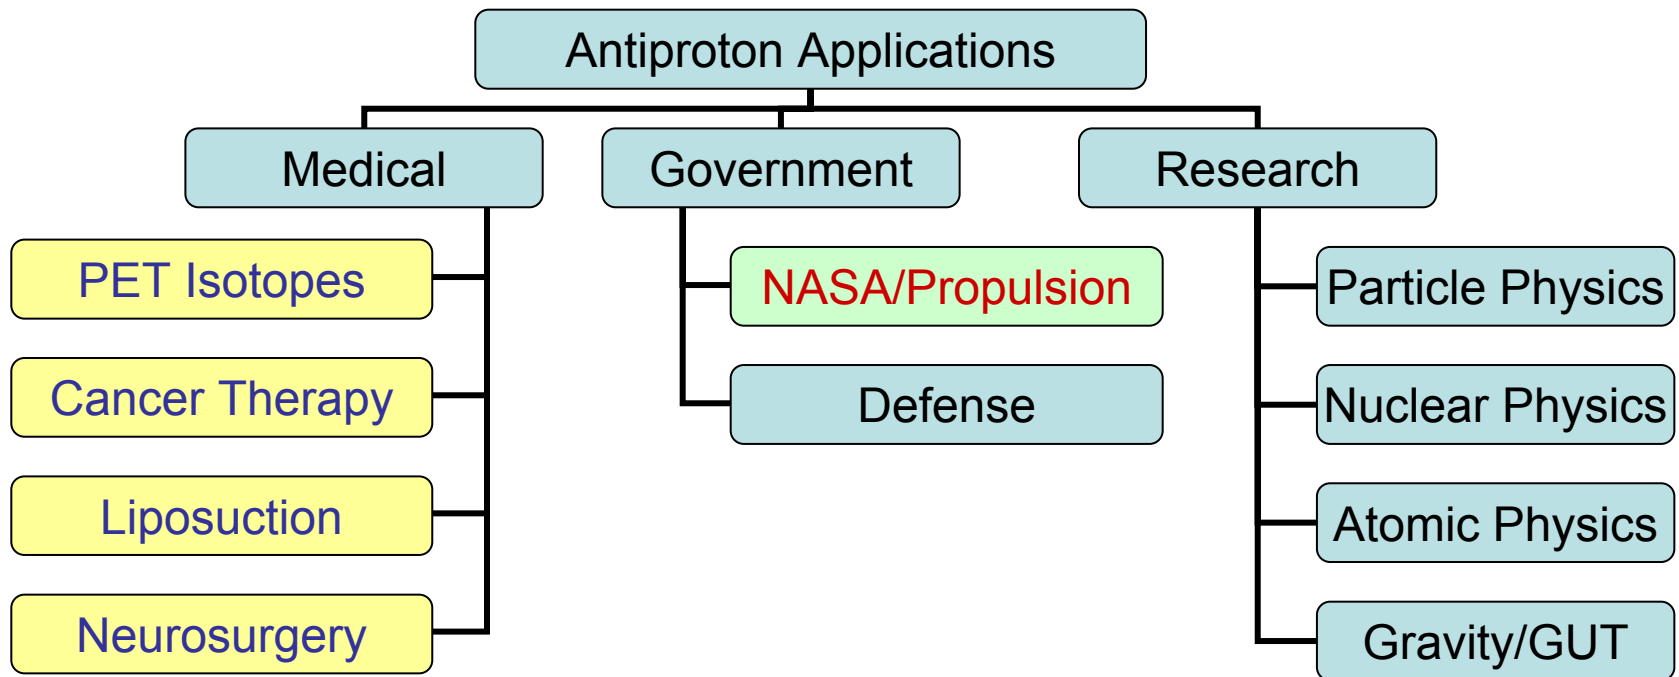 Antiproton Applications
Medical
Government
Research
PET Isotopes
Cancer Therapy
Liposuction
Neurosurgery
NASA/Propulsion
Defense
Particle Physics
Nuclear Physics
Atomic Physics
Gravity/GUT